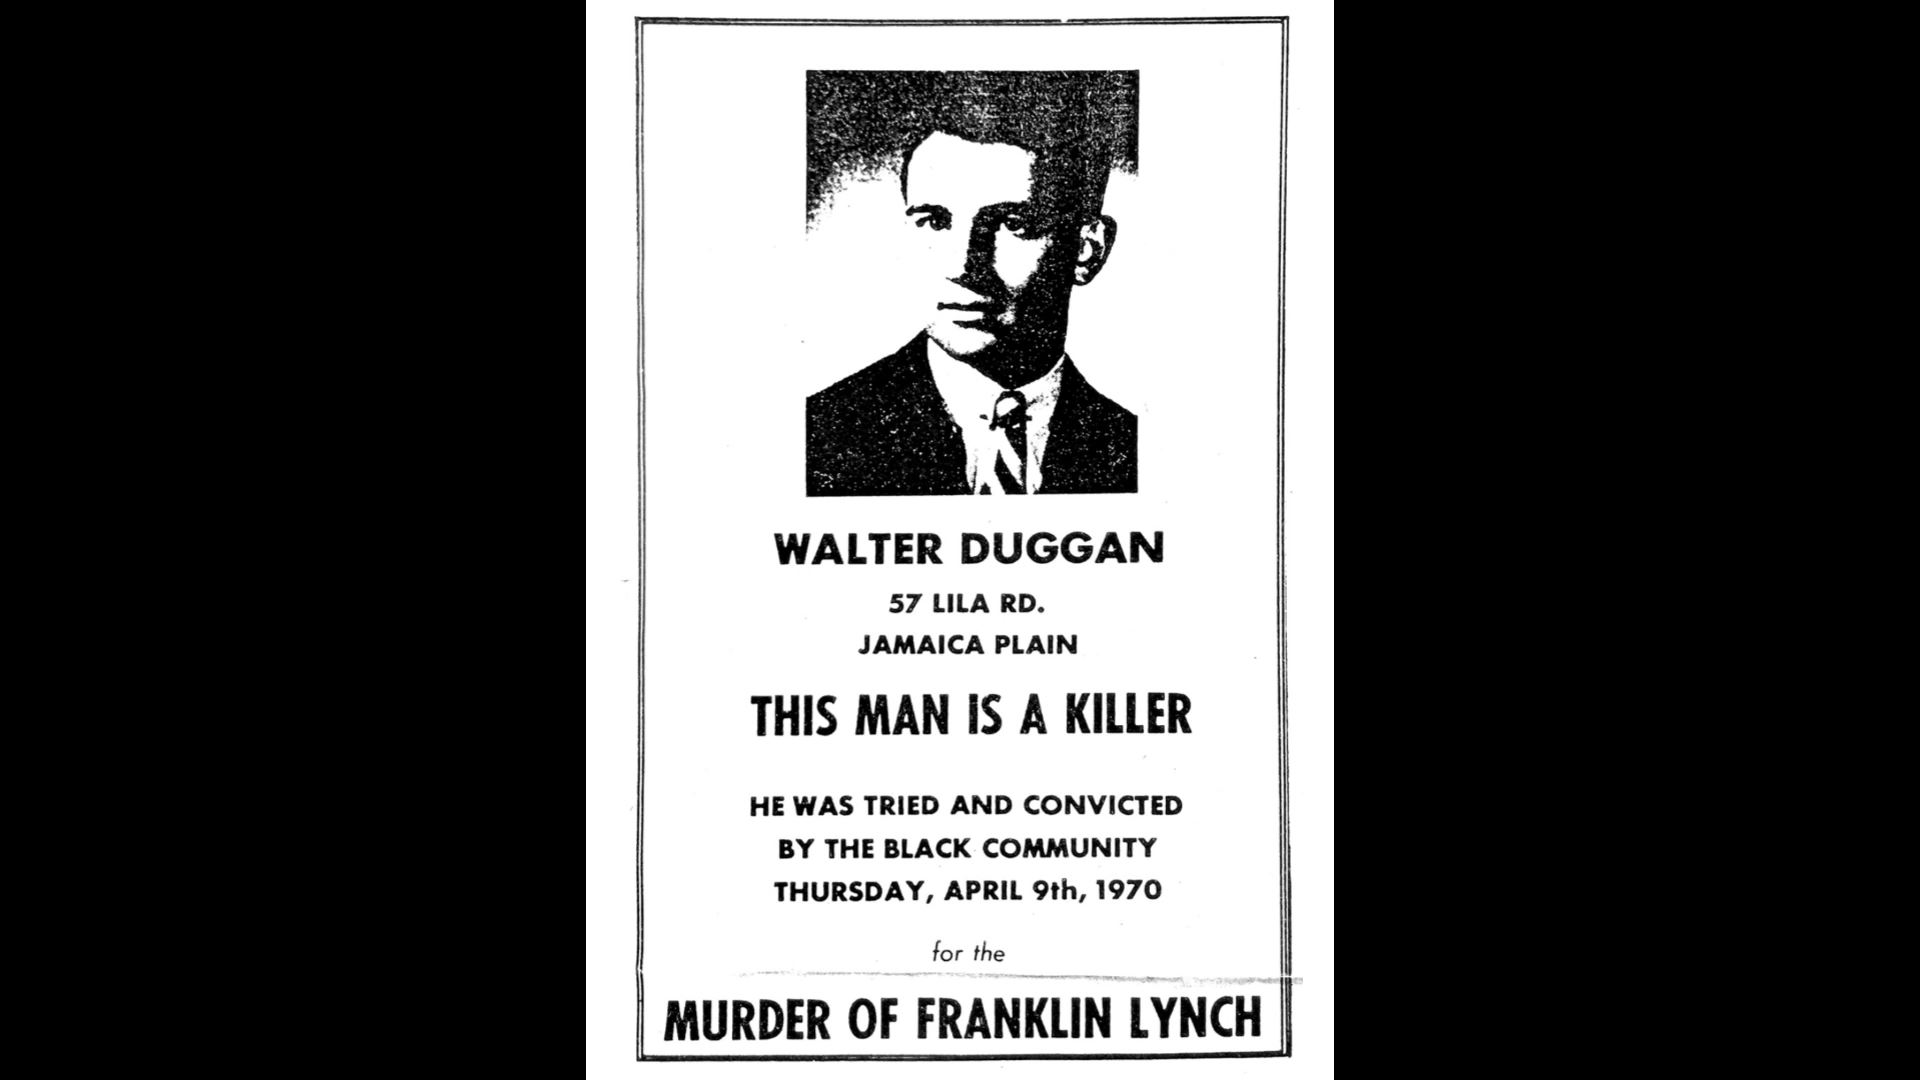 WALTER DUGGAN
57 LILA RD.
JAMAICA PLAIN
THIS MAN IS A KILLER
HE WAS TRIED AND CONVICTED
BY THE BLACK COMMUNITY
THURSDAY, APRIL 9th, 1970
for the
MURDER OF FRANKLIN LYNCH